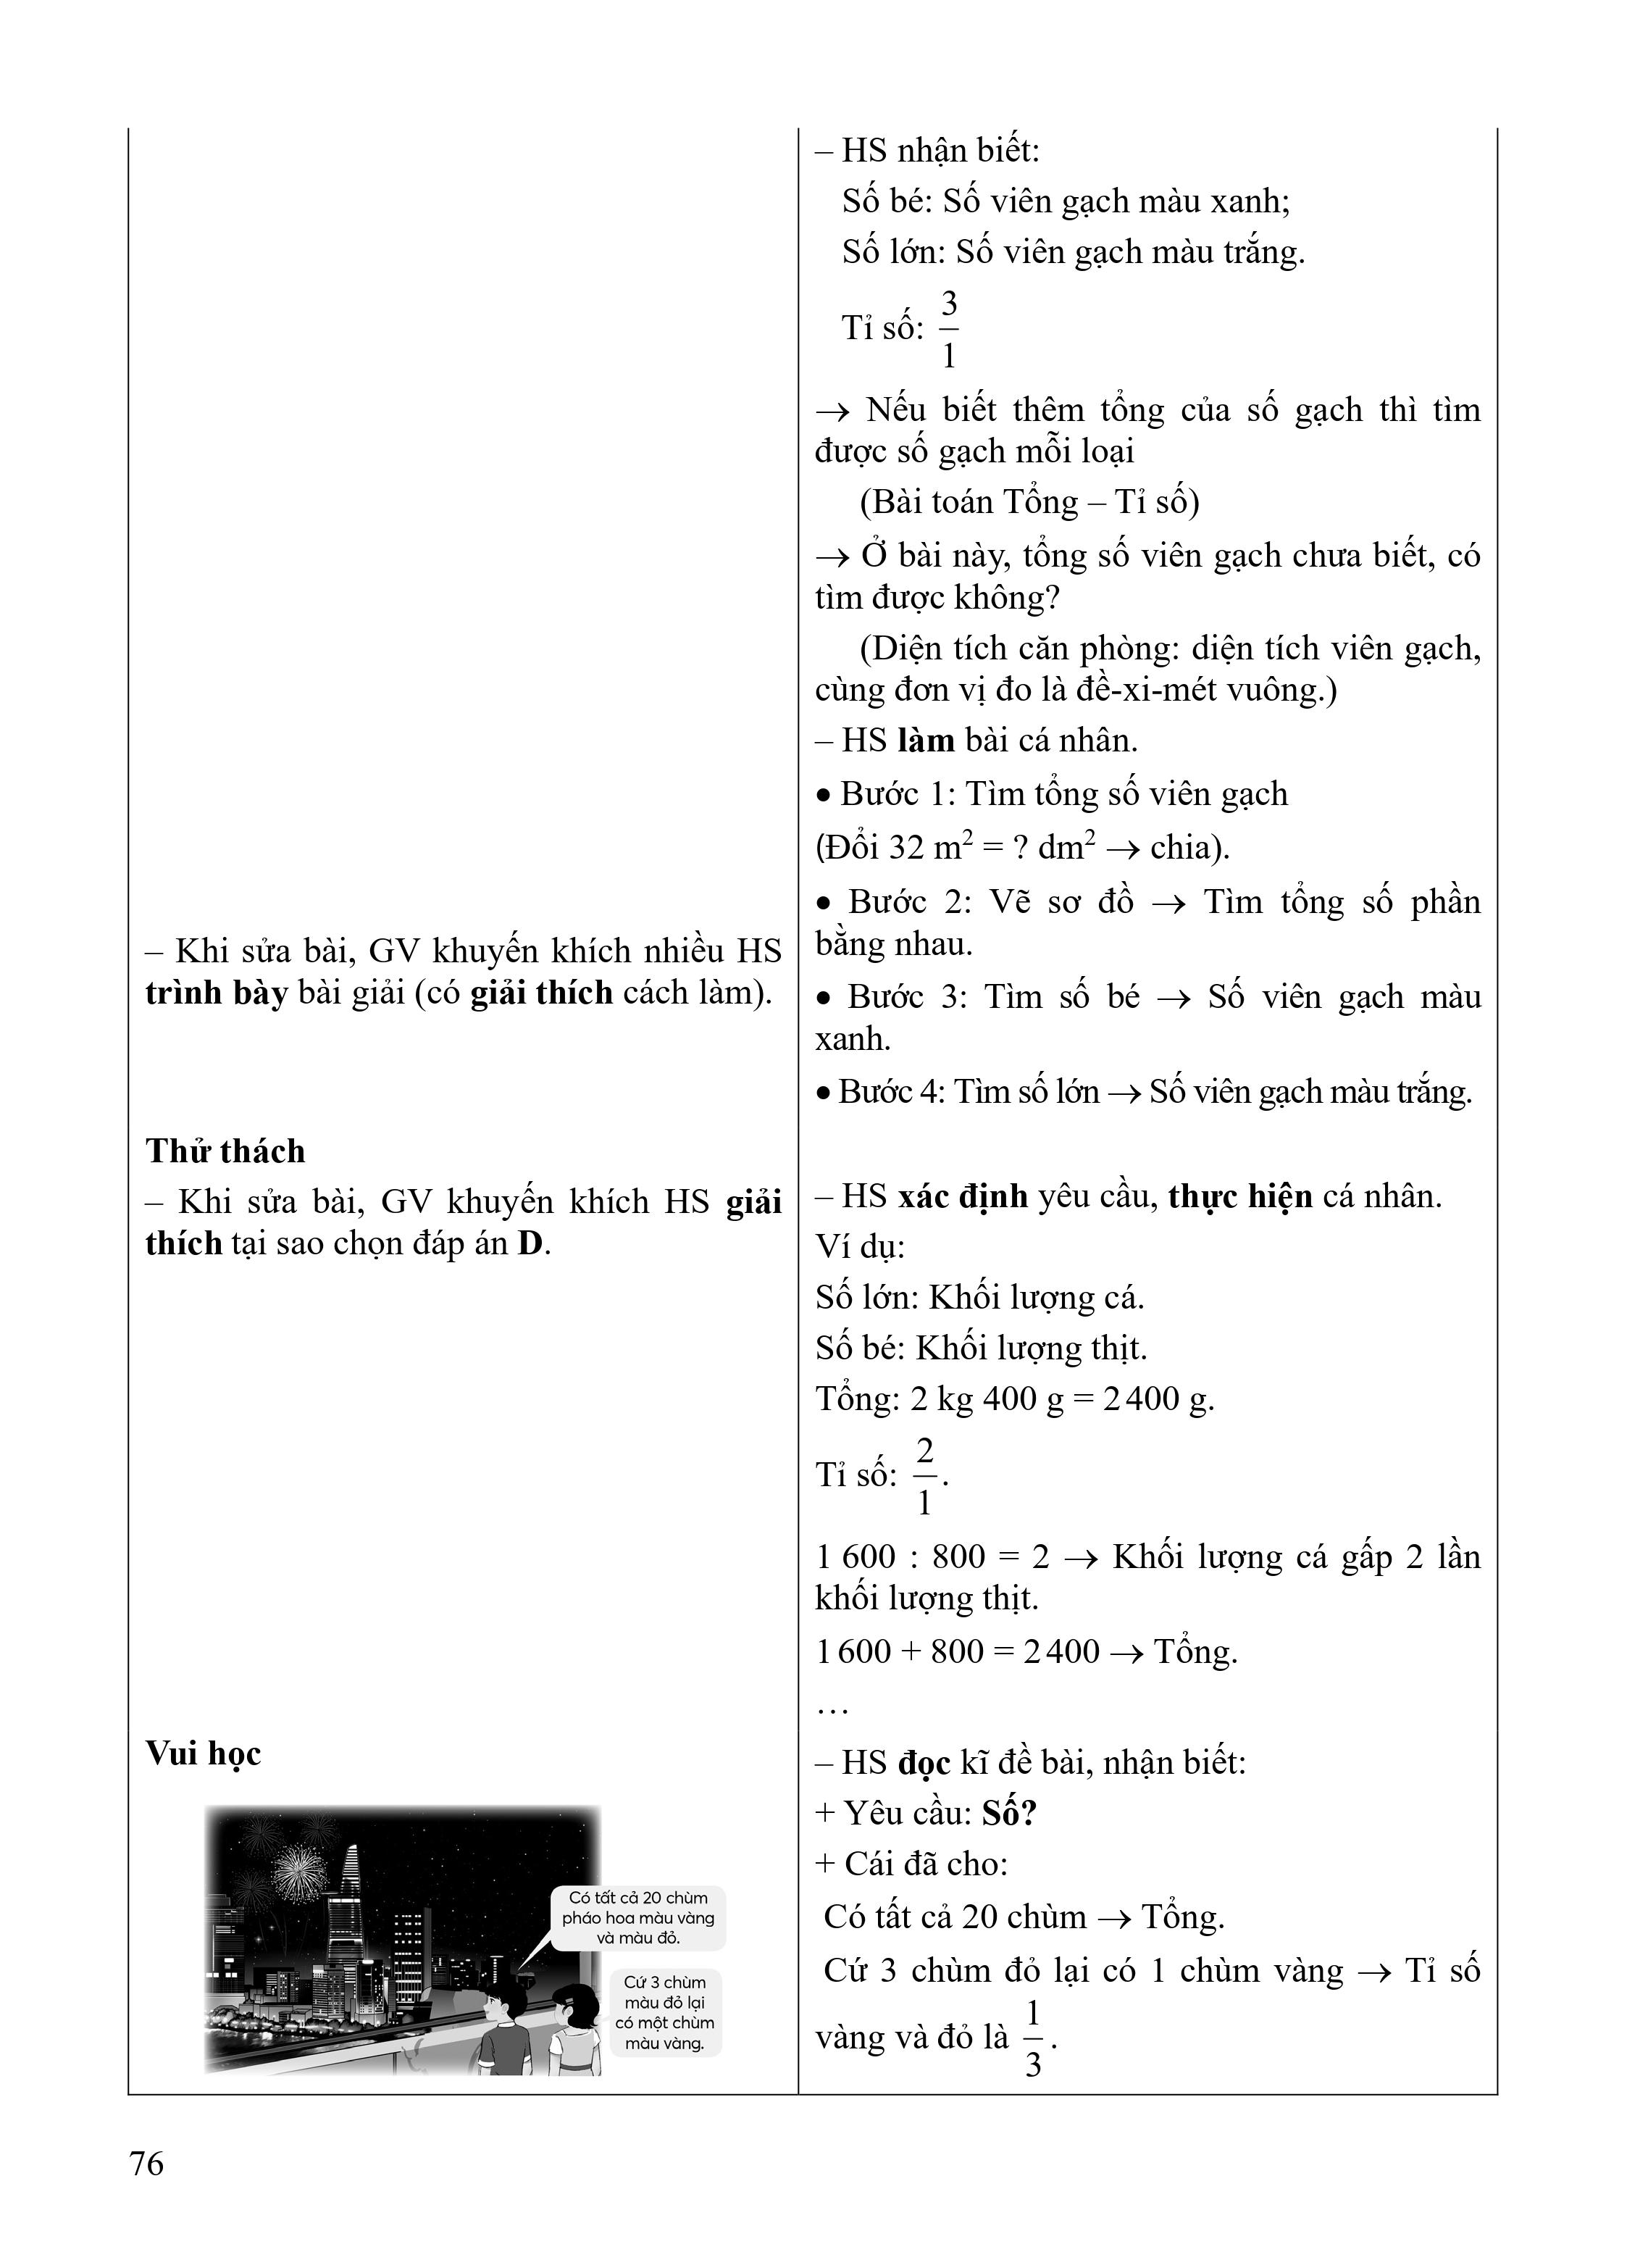 – HS nhận biết:
Số bé: Số viên gạch màu xanh;
Số lớn: Số viên gạch màu trắng.
Tỉ số: 3/1
→ Nếu biết thêm tổng của số gạch thì tìm
được số gạch mỗi loại
(Bài toán Tổng – Tỉ số)
→ Ở bài này, tổng số viên gạch chưa biết, có
tìm được không?
(Diện tích căn phòng: diện tích viên gạch,
cùng đơn vị đo là đề-xi-mét vuông.)
– HS làm bài cá nhân.
• Bước 1: Tìm tổng số viên gạch
(Đổi 32 m² = ? dm² → chia).
• Bước 2: Vẽ sơ đồ → Tìm tổng số phần
bằng nhau.
• Bước 3: Tìm số bé → Số viên gạch màu
xanh.
• Bước 4: Tìm số lớn → Số viên gạch màu trắng.
– Khi sửa bài, GV khuyến khích nhiều HS
trình bày bài giải (có giải thích cách làm).
Thử thách
– Khi sửa bài, GV khuyến khích HS giải
thích tại sao chọn đáp án D.
– HS xác định yêu cầu, thực hiện cá nhân.
Ví dụ:
Số lớn: Khối lượng cá.
Số bé: Khối lượng thịt.
Tổng: 2 kg 400 g = 2 400 g.
Tỉ số: 2/1.
1 600 : 800 = 2 → Khối lượng cá gấp 2 lần
khối lượng thịt.
1 600 + 800 = 2 400 → Tổng.
…
Vui học
Có tất cả 20 chùm
pháo hoa màu vàng
và màu đỏ.
Cứ 3 chùm
màu đỏ lại
có một chùm
màu vàng.
– HS đọc kĩ đề bài, nhận biết:
+ Yêu cầu: Số?
+ Cái đã cho:
Có tất cả 20 chùm → Tổng.
Cứ 3 chùm đỏ lại có 1 chùm vàng → Tỉ số
vàng và đỏ là 1/3.
76